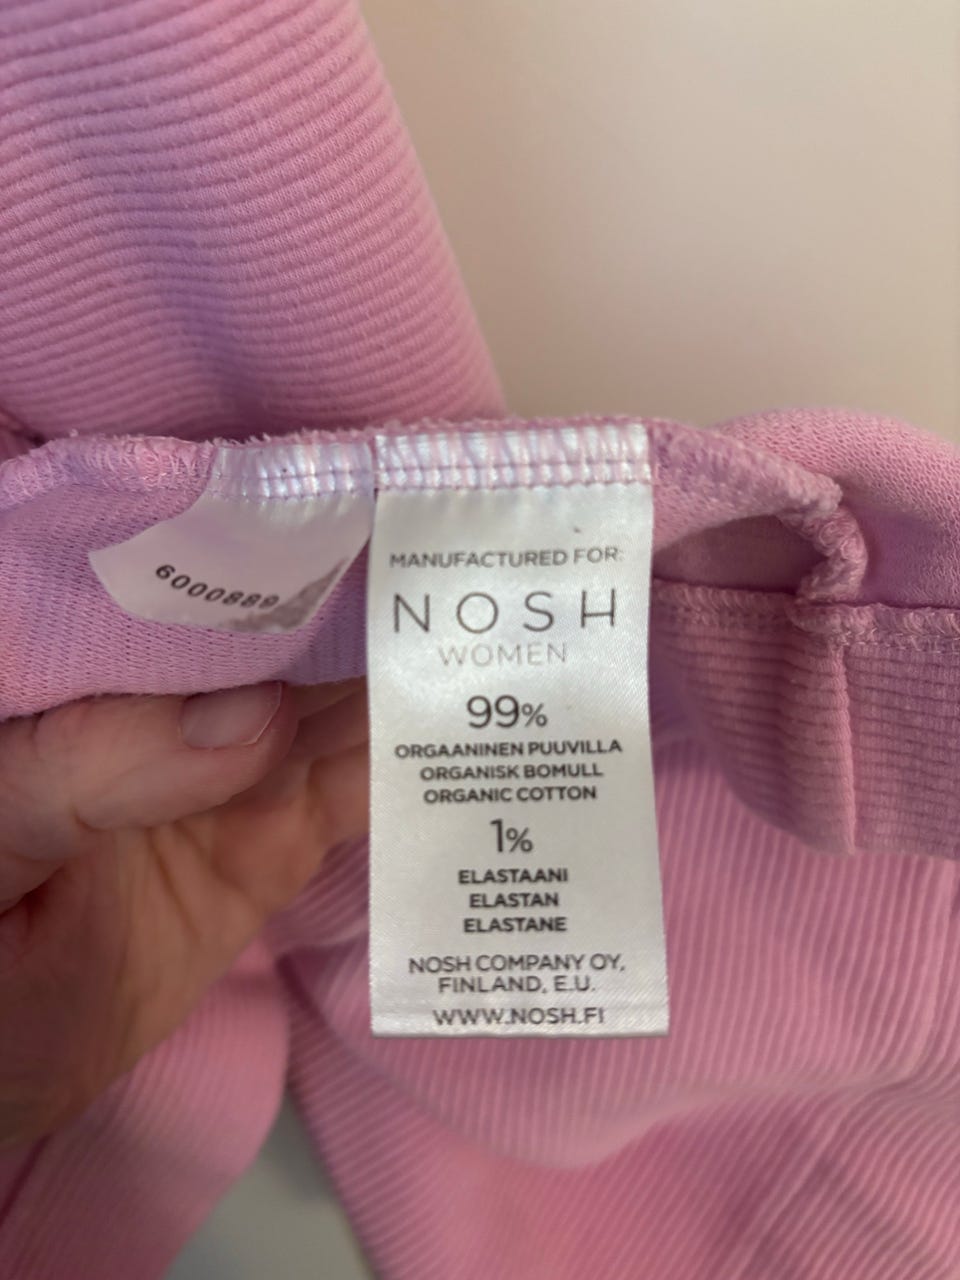 6000889
MANUFACTURED FOR:
NOSH
WOMEN
99%
ORGAANINEN PUUVILLA
ORGANISK BOMULL
ORGANIC COTTON
1%
ELASTAANI
ELASTAN
ELASTANE
NOSH COMPANY OY,
FINLAND, E.U.
WWW.NOSH.FI